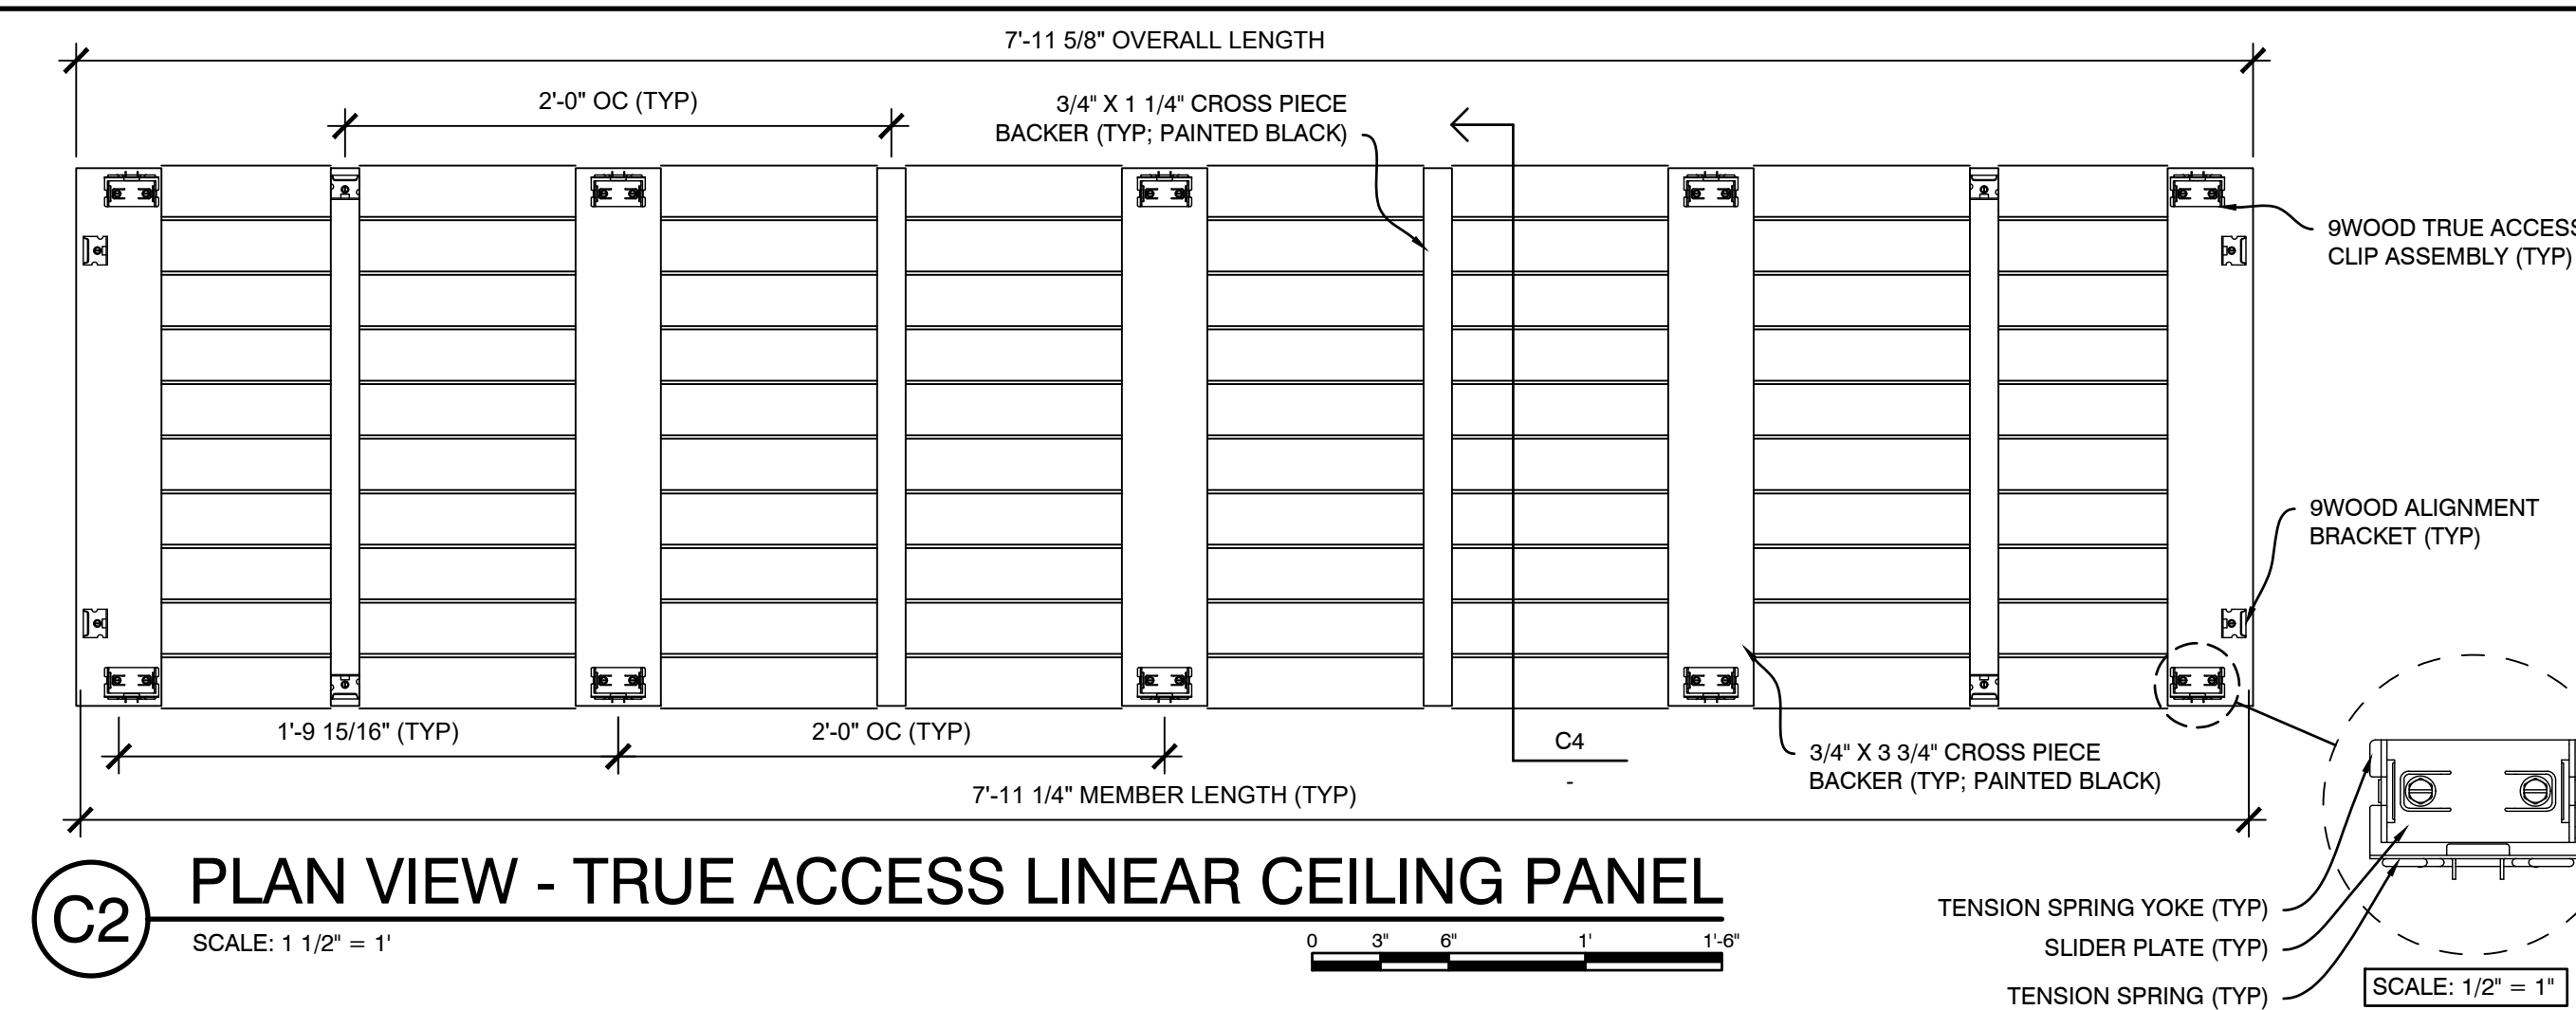 7'-11 5/8" OVERALL LENGTH
2'-0" OC (TYP)
3/4" X 1 1/4" CROSS PIECE
BACKER (TYP; PAINTED BLACK)
9WOOD TRUE ACCESS
CLIP ASSEMBLY (TYP)
9WOOD ALIGNMENT
BRACKET (TYP)
1'-9 15/16" (TYP)
2'-0" OC (TYP)
C4
-
3/4" X 3 3/4" CROSS PIECE
BACKER (TYP; PAINTED BLACK)
7'-11 1/4" MEMBER LENGTH (TYP)
C2
PLAN VIEW - TRUE ACCESS LINEAR CEILING PANEL
SCALE: 1 1/2" = 1'
0 3" 6" 1' 1'-6"
TENSION SPRING YOKE (TYP)
SLIDER PLATE (TYP)
TENSION SPRING (TYP)
SCALE: 1/2" = 1"